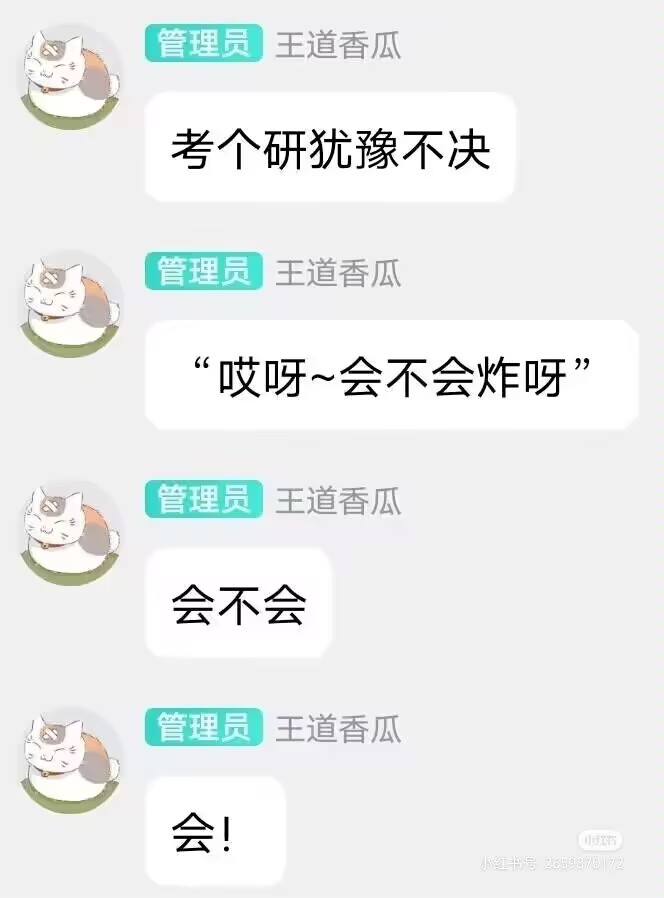 管理员 王道香瓜
考个研犹豫不决
管理员 王道香瓜
“哎呀~会不会炸呀”
管理员 王道香瓜
会不会
管理员 王道香瓜
会!
小红书
小红书号